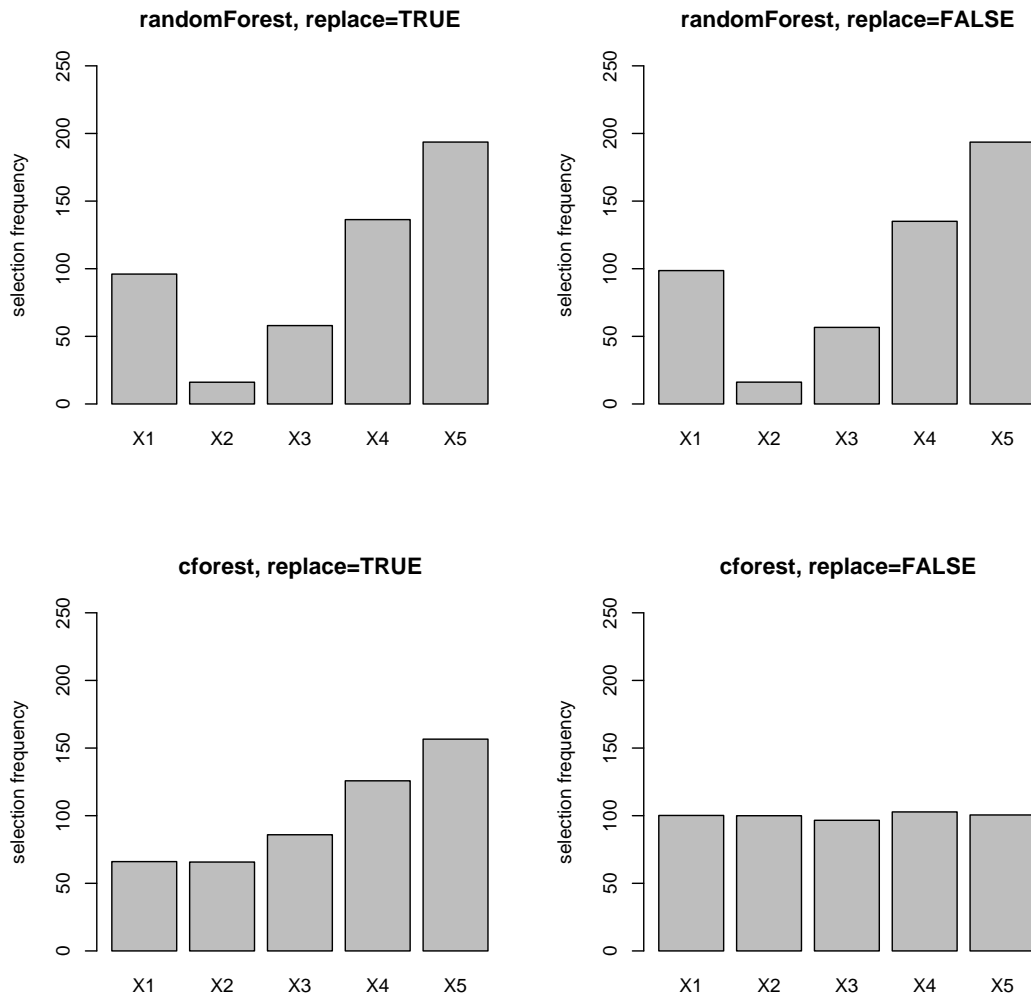 randomForest, replace=TRUE
selection frequency
0 50 100 150 200 250
X1 X2 X3 X4 X5
randomForest, replace=FALSE
selection frequency
0 50 100 150 200 250
X1 X2 X3 X4 X5
cforest, replace=TRUE
selection frequency
0 50 100 150 200 250
X1 X2 X3 X4 X5
cforest, replace=FALSE
selection frequency
0 50 100 150 200 250
X1 X2 X3 X4 X5